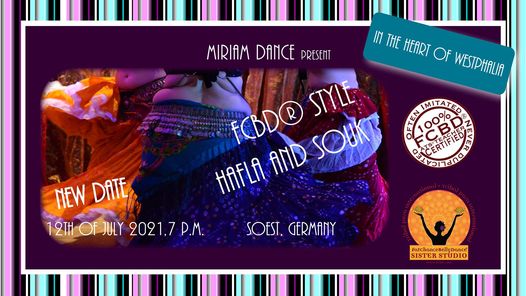 MIRIAM DANCE PRESENT
IN THE HEART OF WESTPHALIA
FCBD® STYLE
HAFLA AND SOUK
OFTEN IMITATED NEVER DUPLICATED
100%
FCBD
CERTIFIED
NEW DATE
12TH OF JULY 2021,7 P.M.
SOEST, GERMANY
FatChanceBellyDance
SISTER STUDIO